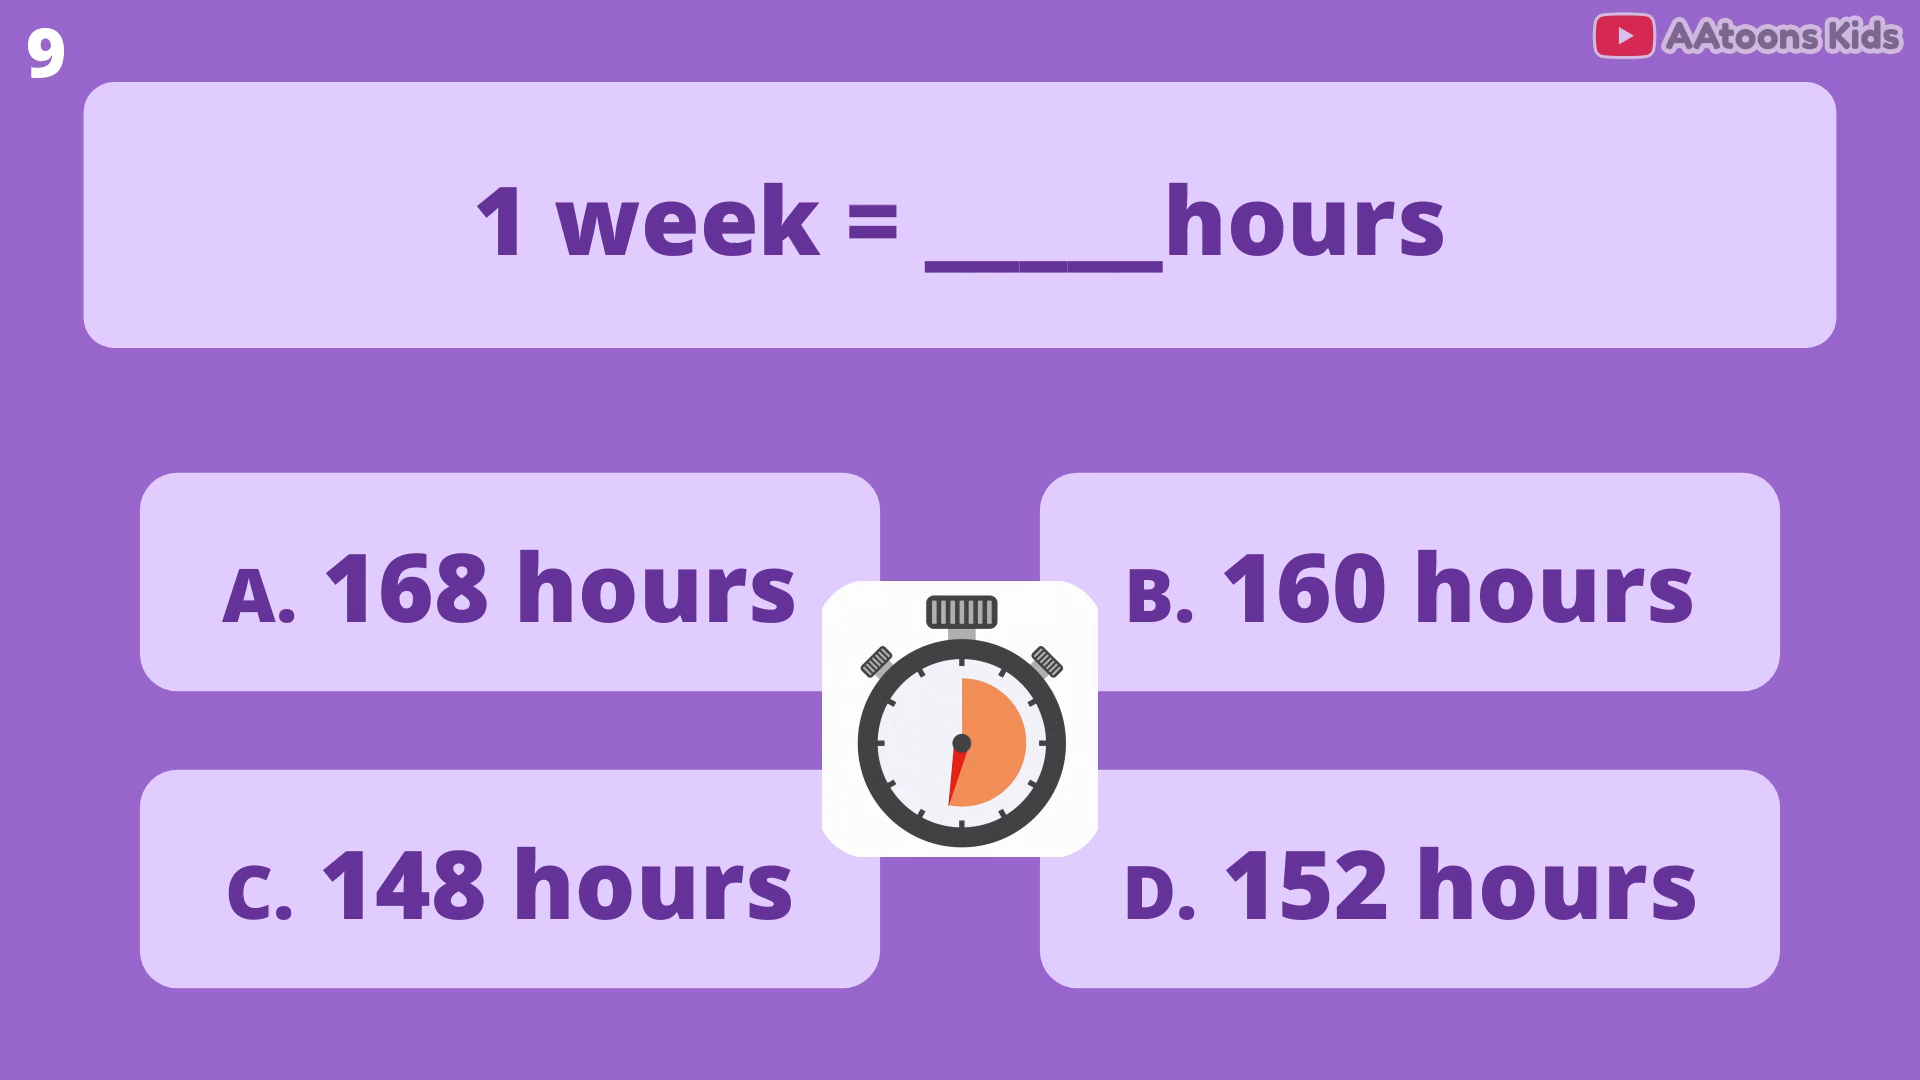 9
AAtoons Kids
1 week = _____hours
A. 168 hours
B. 160 hours
C. 148 hours
D. 152 hours